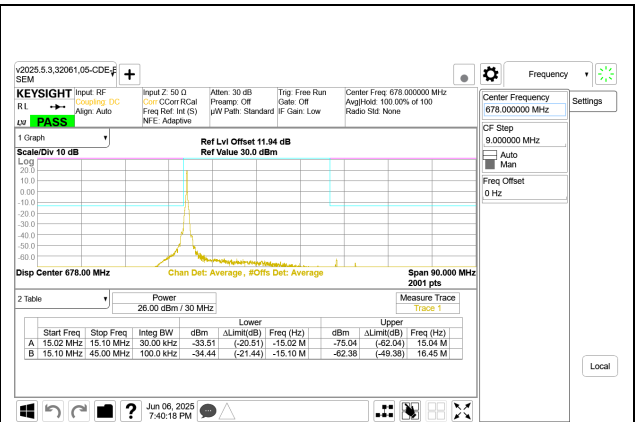 v2025.5.3,32061,05-CDE-F
SEM
+
Frequency
KEYSIGHT Input: RF Input Z: 50 Ω Atten: 30 dB Trig: Free Run Center Freq: 678.000000 MHz
RL Coupling: DC Corr CCorr RCal Preamp: Off Gate: Off Avg|Hold: 100.00% of 100
Align: Auto Freq Ref: Int (S) µW Path: Standard IF Gain: Low Radio Std: None
PASS NFE: Adaptive
Center Frequency
678.000000 MHz
Settings
CF Step
9.000000 MHz
Auto
Man
Freq Offset
0 Hz
1 Graph
Ref Lvl Offset 11.94 dB
Scale/Div 10 dB Ref Value 30.0 dBm
Log
20.0
10.0
0.00
-10.0
-20.0
-30.0
-40.0
-50.0
-60.0
Disp Center 678.00 MHz Chan Det: Average, #Offs Det: Average Span 90.000 MHz
2001 pts
2 Table Power Measure Trace
26.00 dBm / 30 MHz Trace 1
Lower Upper
Start Freq Stop Freq Integ BW dBm ΔLimit(dB) Freq (Hz) dBm ΔLimit(dB) Freq (Hz)
A 15.02 MHz 15.10 MHz 30.00 kHz -33.51 (-20.51) -15.02 M -75.04 (-62.04) 15.04 M
B 15.10 MHz 45.00 MHz 100.0 kHz -34.44 (-21.44) -15.10 M -62.38 (-49.38) 16.45 M
Local
? Jun 06, 2025
7:40:18 PM